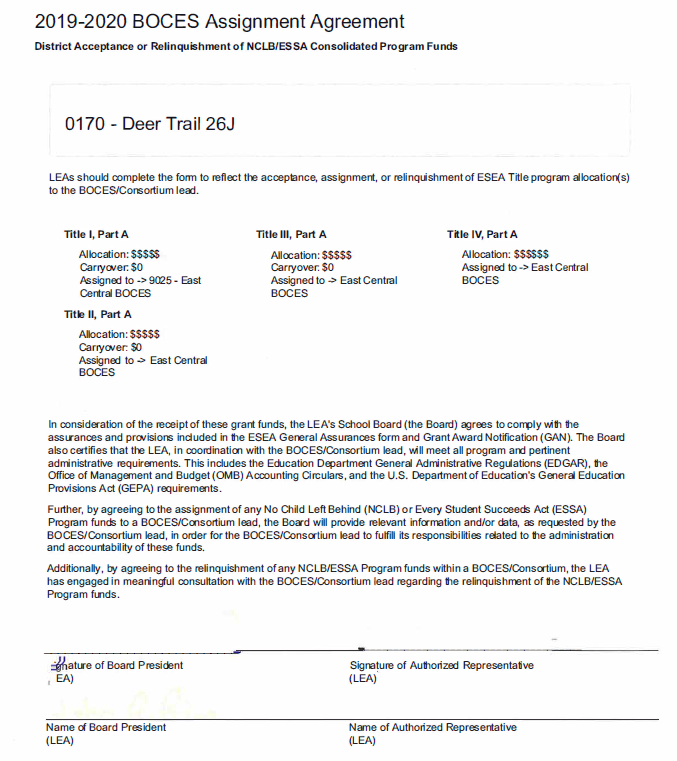 2019-2020 BOCES Assignment Agreement
District Acceptance or Relinquishment of NCLB/ESSA Consolidated Program Funds
0170 - Deer Trail 26J
LEAs should complete the form to reflect the acceptance, assignment, or relinquishment of ESEA Title program allocation(s)
to the BOCES/Consortium lead.
Title I, Part A
Allocation: $$$$$
Carryover: $0
Assigned to -> 9025 - East
Central BOCES
Title III, Part A
Allocation: $$$$$
Carryover: $0
Assigned to -> East Central
BOCES
Title IV, Part A
Allocation: $$$$$$
Assigned to -> East Central
BOCES
Title II, Part A
Allocation: $$$$$
Carryover: $0
Assigned to -> East Central
BOCES
In consideration of the receipt of these grant funds, the LEA's School Board (the Board) agrees to comply with the
assurances and provisions included in the ESEA General Assurances form and Grant Award Notification (GAN). The Board
also certifies that the LEA, in coordination with the BOCES/Consortium lead, will meet all program and pertinent
administrative requirements. This includes the Education Department General Administrative Regulations (EDGAR), the
Office of Management and Budget (OMB) Accounting Circulars, and the U.S. Department of Education's General Education
Provisions Act (GEPA) requirements.
Further, by agreeing to the assignment of any No Child Left Behind (NCLB) or Every Student Succeeds Act (ESSA)
Program funds to a BOCES/Consortium lead, the Board will provide relevant information and/or data, as requested by the
BOCES/Consortium lead, in order for the BOCES/Consortium lead to fulfill its responsibilities related to the administration
and accountability of these funds.
Additionally, by agreeing to the relinquishment of any NCLB/ESSA Program funds within a BOCES/Consortium, the LEA
has engaged in meaningful consultation with the BOCES/Consortium lead regarding the relinquishment of the NCLB/ESSA
Program funds.
gnature of Board President
EA)
Signature of Authorized Representative
(LEA)
Name of Board President
(LEA)
Name of Authorized Representative
(LEA)